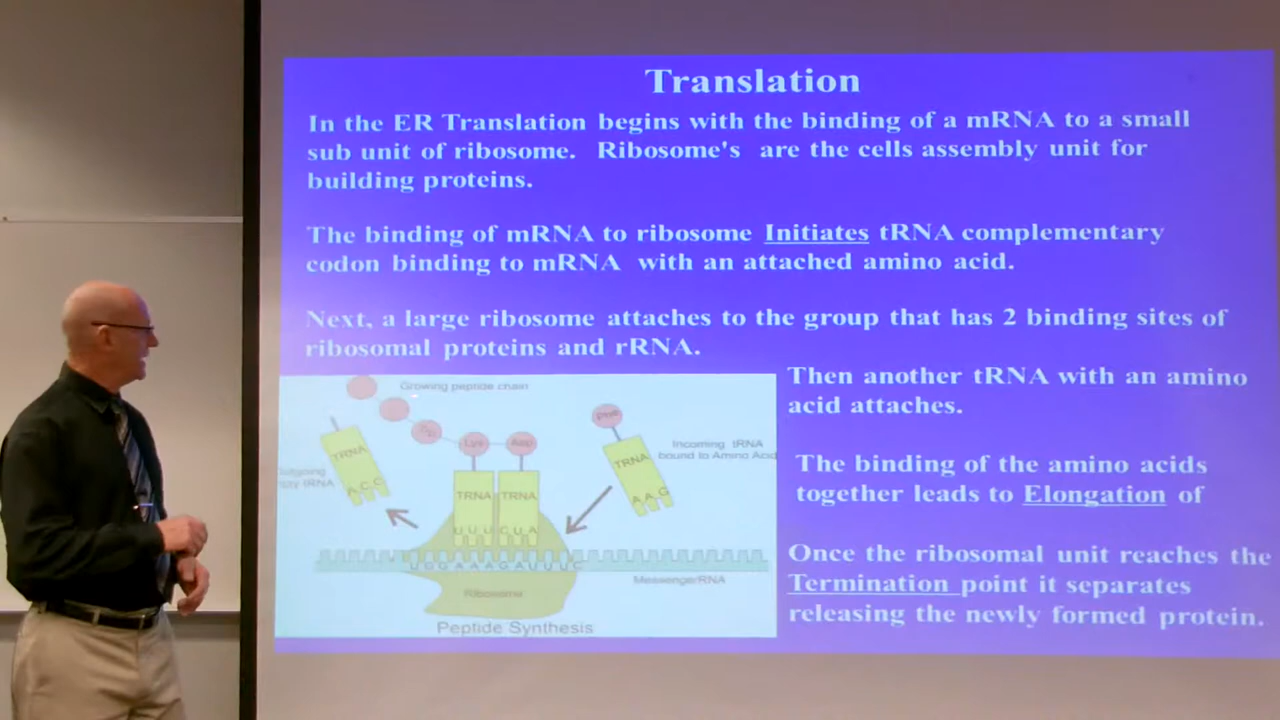 Translation
In the ER Translation begins with the binding of a mRNA to a small
sub unit of ribosome. Ribosome's are the cells assembly unit for
building proteins.
The binding of mRNA to ribosome Initiates tRNA complementary
codon binding to mRNA with an attached amino acid.
Next, a large ribosome attaches to the group that has 2 binding sites of
ribosomal proteins and rRNA.
Then another tRNA with an amino
acid attaches.
The binding of the amino acids
together leads to Elongation of
Once the ribosomal unit reaches the
Termination point it separates
releasing the newly formed protein.
Growing peptide chain
Lys
Asp
TRNA
A C C
tRNA
TRNA
TRNA
U U U
C U A
TRNA
A A G
Incoming tRNA
bound to Amino Acid
U G G A A A G A U U U C
Messenger RNA
Ribosome
Peptide Synthesis